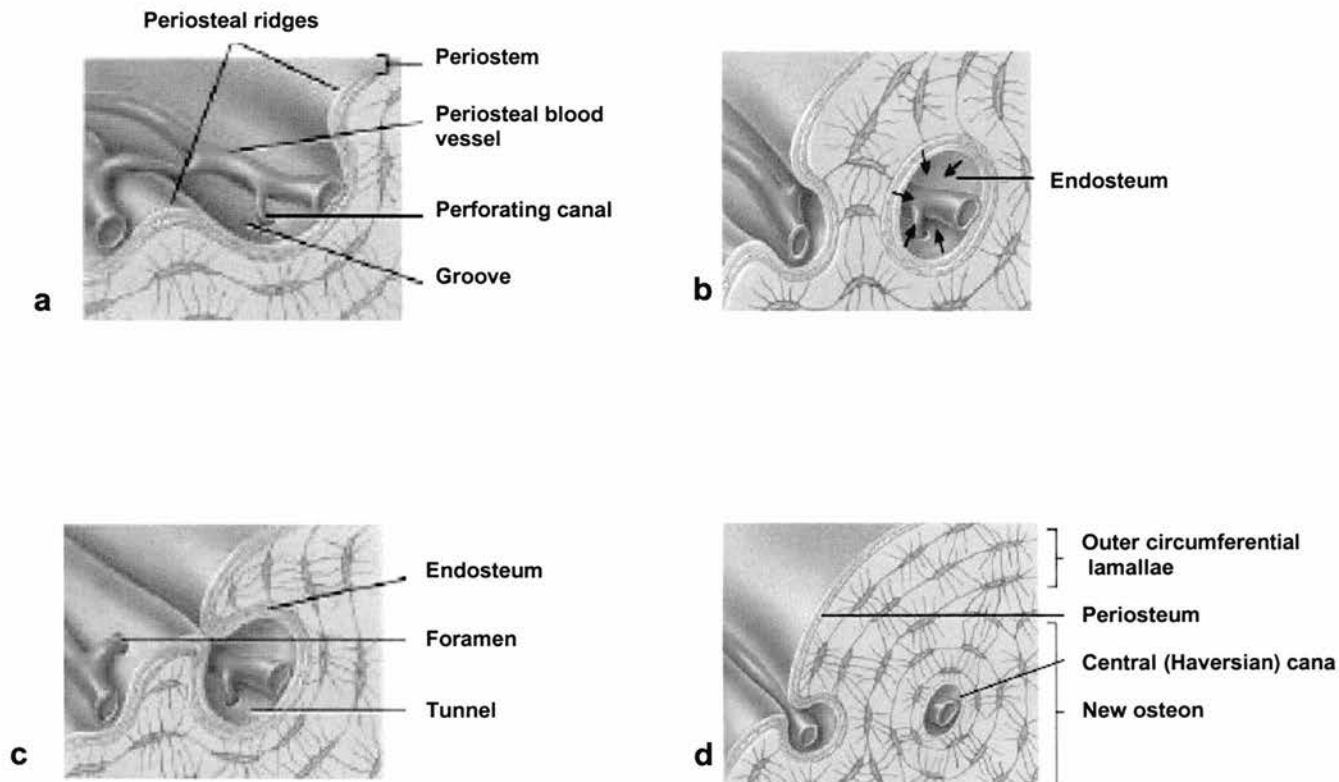 Periosteal ridges
Periostem
Periosteal blood
vessel
Perforating canal
Groove
a
Endosteum
b
Endosteum
Foramen
Tunnel
c
Outer circumferential
lamallae
Periosteum
Central (Haversian) cana
New osteon
d